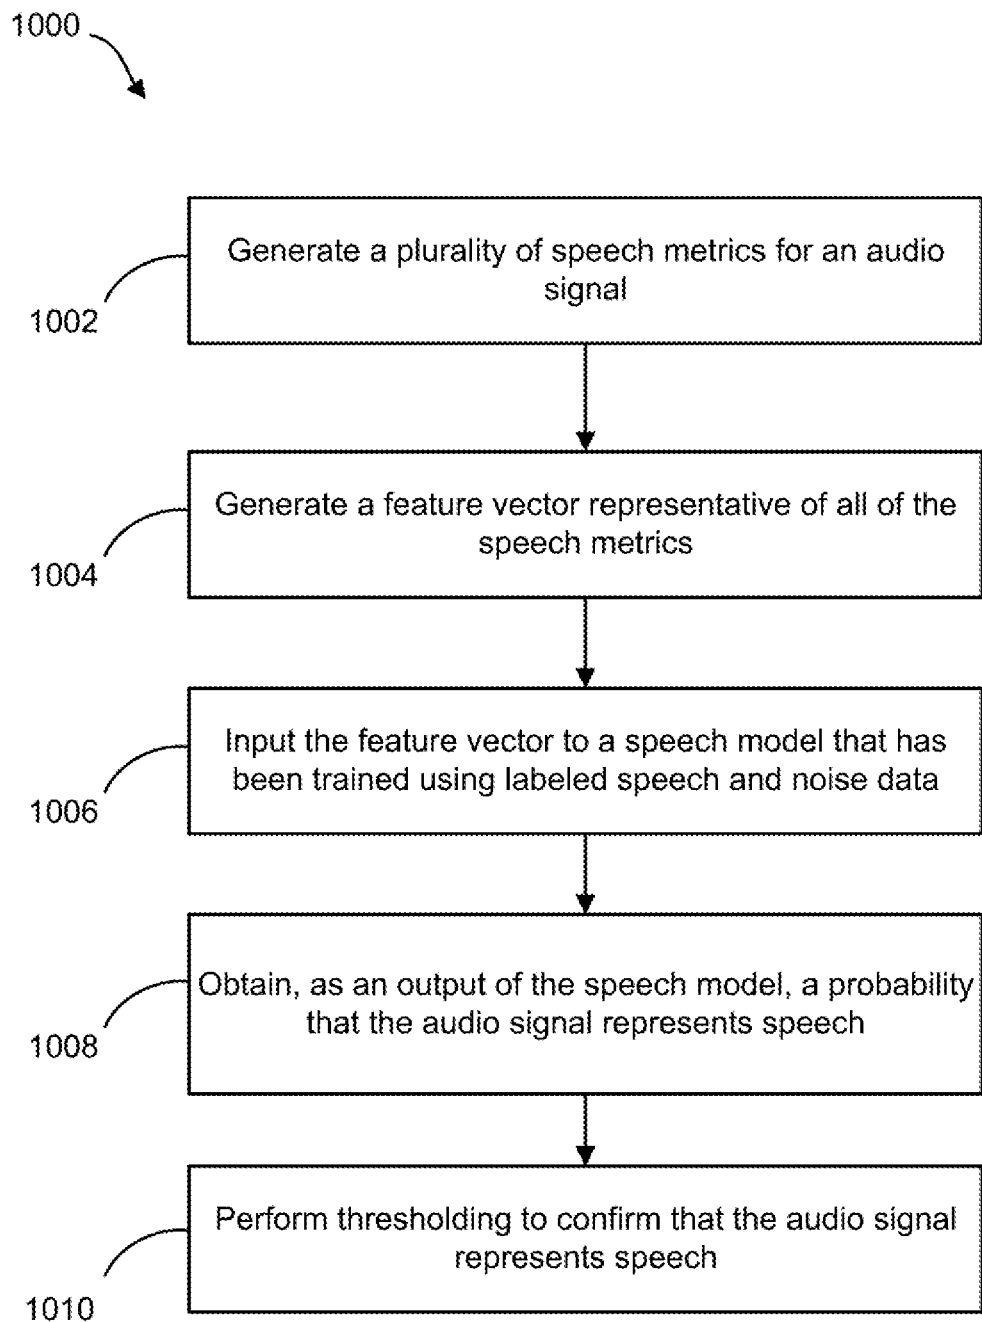 1000
Generate a plurality of speech metrics for an audio
signal
1002
Generate a feature vector representative of all of the
speech metrics
1004
Input the feature vector to a speech model that has
been trained using labeled speech and noise data
1006
Obtain, as an output of the speech model, a probability
that the audio signal represents speech
1008
Perform thresholding to confirm that the audio signal
represents speech
1010